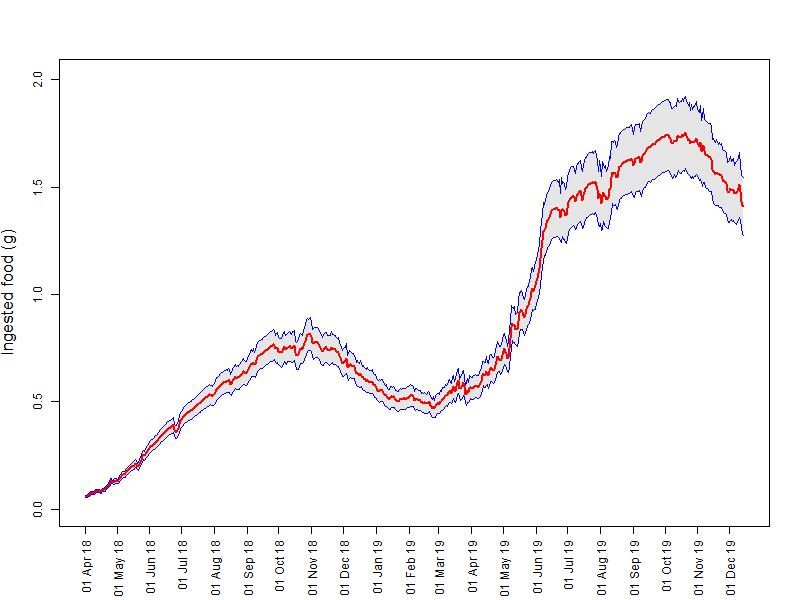 Ingested food (g)
2.0
1.5
1.0
0.5
0.0
01 Apr 18
01 May 18
01 Jun 18
01 Jul 18
01 Aug 18
01 Sep 18
01 Oct 18
01 Nov 18
01 Dec 18
01 Jan 19
01 Feb 19
01 Mar 19
01 Apr 19
01 May 19
01 Jun 19
01 Jul 19
01 Aug 19
01 Sep 19
01 Oct 19
01 Nov 19
01 Dec 19